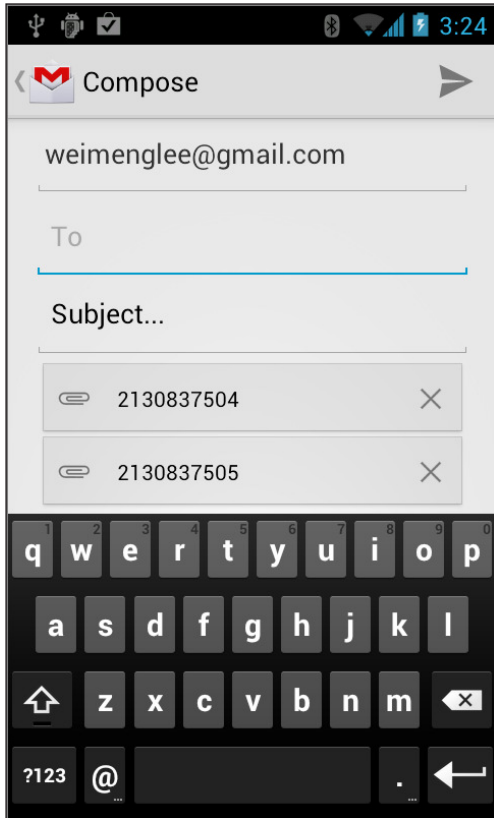 3:24
Compose
weimenglee@gmail.com
To
Subject...
2130837504
2130837505
1 2 3 4 5 6 7 8 9 0
q w e r t y u i o p
a s d f g h j k l
z x c v b n m
?123 @ ... . ...